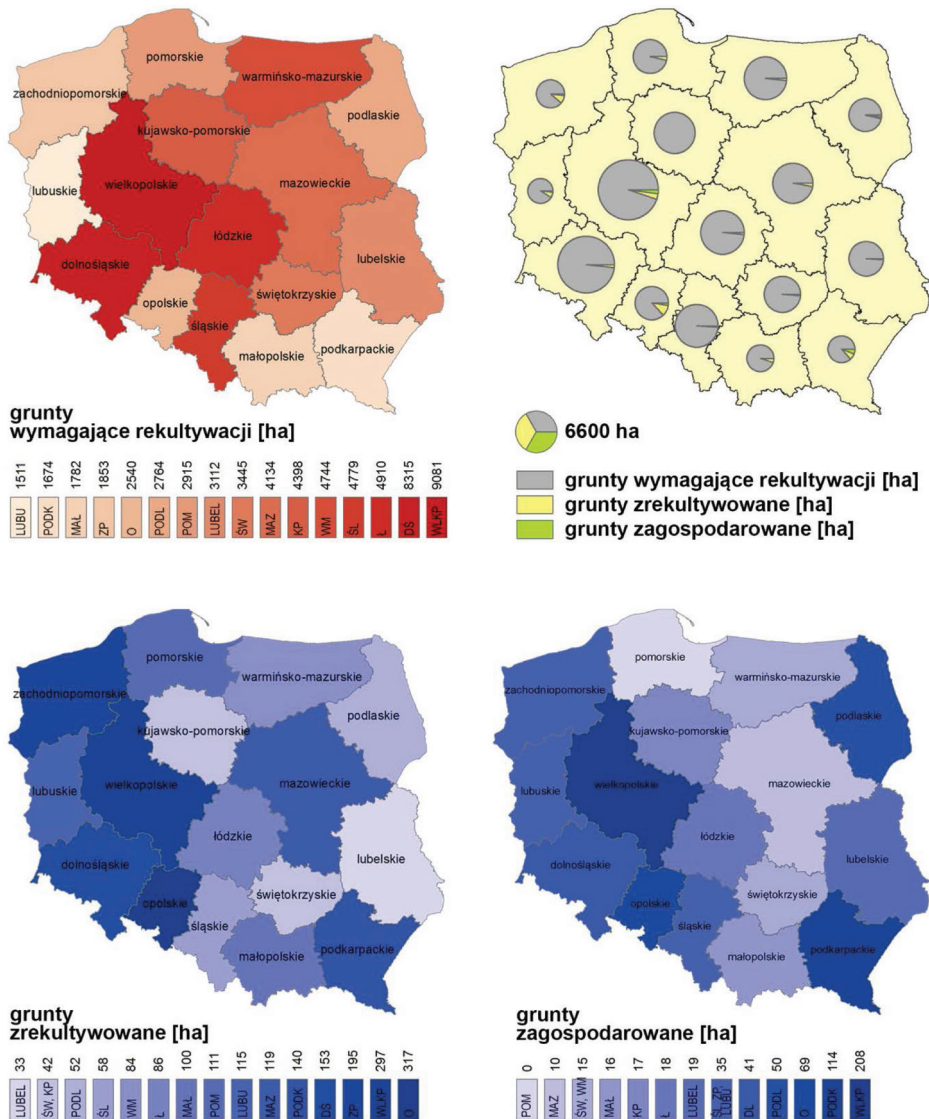 pomorskie
warmińsko-mazurskie
zachodniopomorskie
podlaskie
kujawsko-pomorskie
mazowieckie
lubuskie
wielkopolskie
łódzkie
lubelskie
dolnośląskie
opolskie
świętokrzyskie
śląskie
małopolskie
podkarpackie
grunty
wymagające rekultywacji [ha]
1511 1674 1782 1853 2540 2764 2915 3112 3445 4134 4398 4744 4779 4910 8315 9081
LUBU PODK MAŁ ZP O PODL POM LUBEL ŚW MAZ KP WM ŚL Ł DŚ WLKP
6600 ha
grunty wymagające rekultywacji [ha]
grunty zrekultywowane [ha]
grunty zagospodarowane [ha]
pomorskie
warmińsko-mazurskie
zachodniopomorskie
podlaskie
kujawsko-pomorskie
lubuskie
wielkopolskie
mazowieckie
łódzkie
lubelskie
dolnośląskie
opolskie
świętokrzyskie
śląskie
małopolskie
podkarpackie
grunty
zrekultywowane [ha]
33 42 52 58 84 86 100 111 115 119 140 153 195 297 317
LUBEL ŚW, KP PODL ŚL WM Ł MAŁ POM LUBU MAZ PODK DŚ ZP WLKP O
pomorskie
warmińsko-mazurskie
zachodniopomorskie
podlaskie
kujawsko-pomorskie
lubuskie
wielkopolskie
mazowieckie
łódzkie
lubelskie
dolnośląskie
opolskie
świętokrzyskie
śląskie
małopolskie
podkarpackie
grunty
zagospodarowane [ha]
0 10 15 16 17 18 19 35 41 50 69 114 208
POM MAZ ŚW, WM MAŁ KP Ł LUBEL Ś, ZP, LUBU DL PODL O PODK WLKP